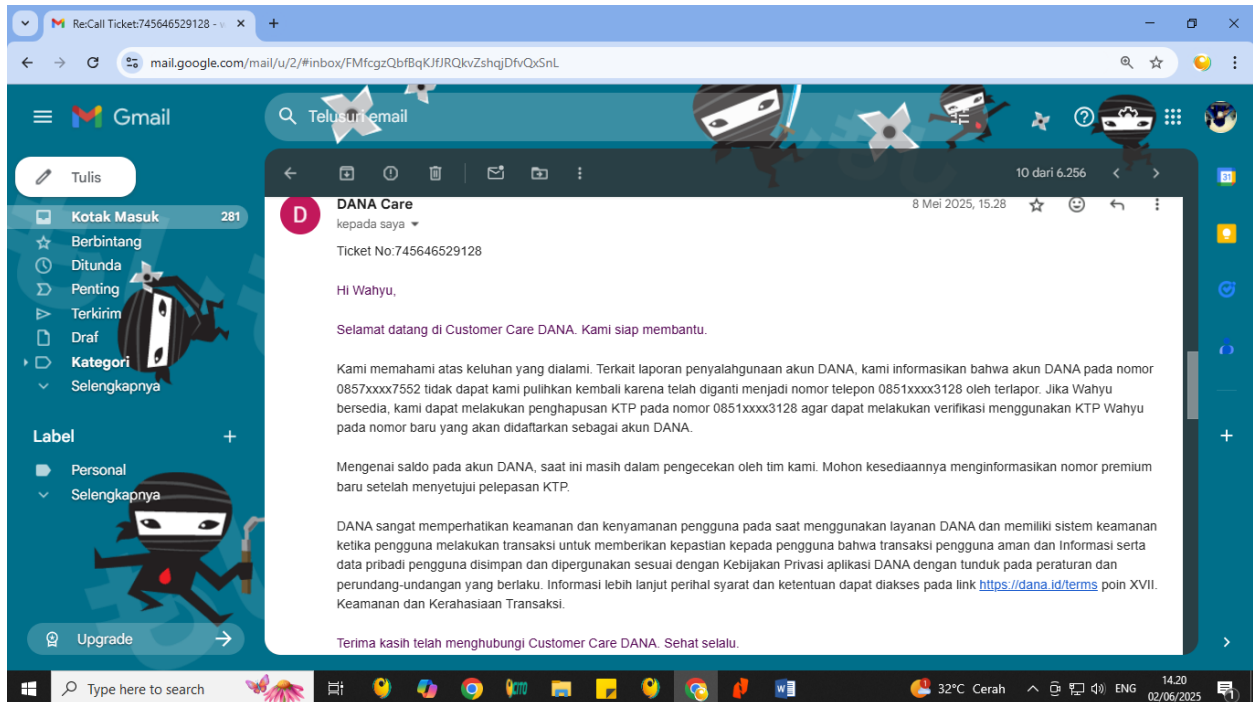 Re:Call Ticket:745646529128 - v
mail.google.com/mail/u/2/#inbox/FMfcgzQbfBqKJfJRQkvZshqjDfvQxSnL
Gmail
Telusuri email
Tulis
10 dari 6.256
31
Kotak Masuk 281
Berbintang
Ditunda
Penting
Terkirim
Draf
Kategori
Selengkapnya
Label
Personal
Selengkapnya
Upgrade
D
DANA Care
8 Mei 2025, 15.28
kepada saya
Ticket No:745646529128
Hi Wahyu,
Selamat datang di Customer Care DANA. Kami siap membantu.
Kami memahami atas keluhan yang dialami. Terkait laporan penyalahgunaan akun DANA, kami informasikan bahwa akun DANA pada nomor
0857xxxx7552 tidak dapat kami pulihkan kembali karena telah diganti menjadi nomor telepon 0851xxxx3128 oleh terlapor. Jika Wahyu
bersedia, kami dapat melakukan penghapusan KTP pada nomor 0851xxxx3128 agar dapat melakukan verifikasi menggunakan KTP Wahyu
pada nomor baru yang akan didaftarkan sebagai akun DANA.
Mengenai saldo pada akun DANA, saat ini masih dalam pengecekan oleh tim kami. Mohon kesediaannya menginformasikan nomor premium
baru setelah menyetujui pelepasan KTP.
DANA sangat memperhatikan keamanan dan kenyamanan pengguna pada saat menggunakan layanan DANA dan memiliki sistem keamanan
ketika pengguna melakukan transaksi untuk memberikan kepastian kepada pengguna bahwa transaksi pengguna aman dan Informasi serta
data pribadi pengguna disimpan dan dipergunakan sesuai dengan Kebijakan Privasi aplikasi DANA dengan tunduk pada peraturan dan
perundang-undangan yang berlaku. Informasi lebih lanjut perihal syarat dan ketentuan dapat diakses pada link https://dana.id/terms poin XVII.
Keamanan dan Kerahasiaan Transaksi.
Terima kasih telah menghubungi Customer Care DANA. Sehat selalu.
Type here to search
32°C Cerah
ENG
14.20
02/06/2025